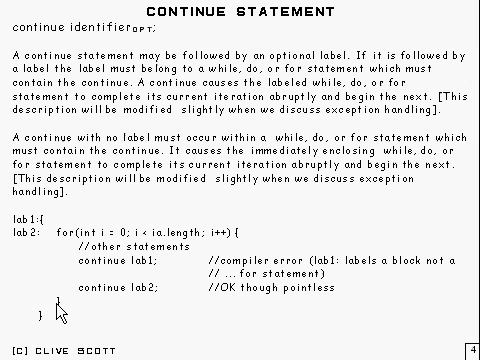 CONTINUE STATEMENT
continue identifierOPT;
A continue statement may be followed by an optional label. If it is followed by
a label the label must belong to a while, do, or for statement which must
contain the continue. A continue causes the labeled while, do, or for
statement to complete its current iteration abruptly and begin the next. [This
description will be modified slightly when we discuss exception handling].
A continue with no label must occur within a while, do, or for statement which
must contain the continue. It causes the immediately enclosing while, do, or
for statement to complete its current iteration abruptly and begin the next.
[This description will be modified slightly when we discuss exception
handling].
lab1:{
lab2: for(int i = 0; i < ia.length; i++) {
//other statements
continue lab1; //compiler error (lab1: labels a block not a
// ... for statement)
continue lab2; //OK though pointless
}
}
(C) CLIVE SCOTT
4